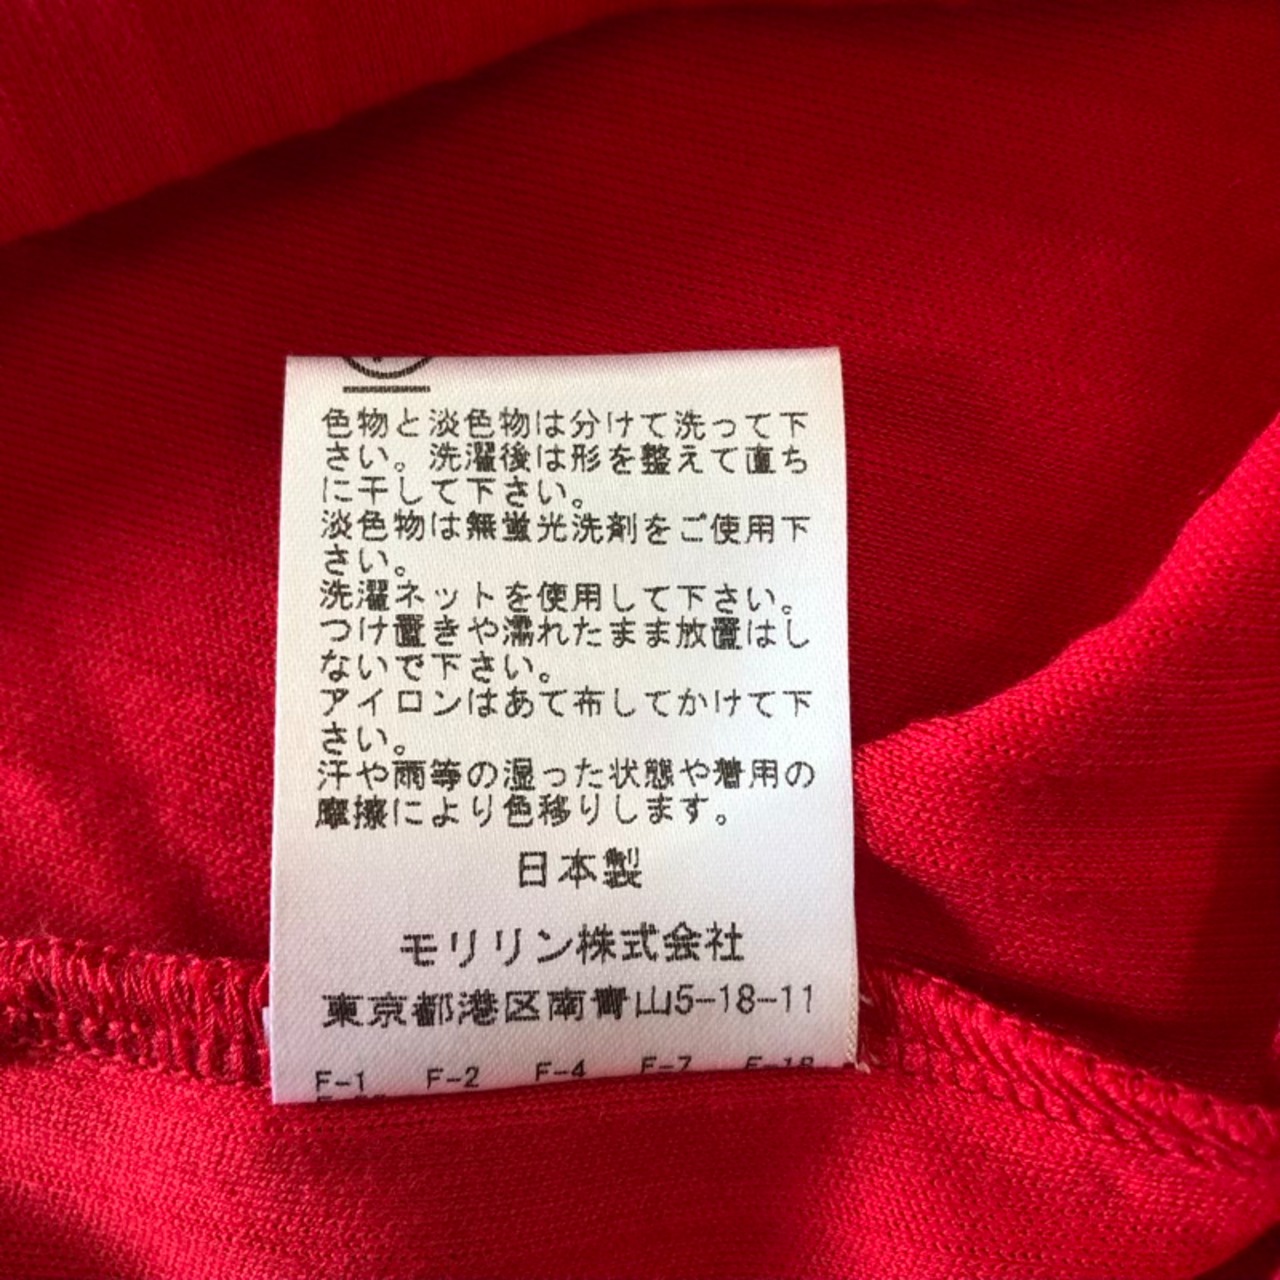 色物と淡色物は分けて洗って下
さい。洗濯後は形を整えて直ち
に干して下さい。
淡色物は無蛍光洗剤をご使用下
さい。
洗濯ネットを使用して下さい。
つけ置きや濡れたまま放置はし
ないで下さい。
アイロンはあて布してかけて下
さい。
汗や雨等の湿った状態や着用の
摩擦により色移りします。
日本製
モリリン株式会社
東京都港区南青山5-18-11
F-1 F-2 F-4 F-7 F-18